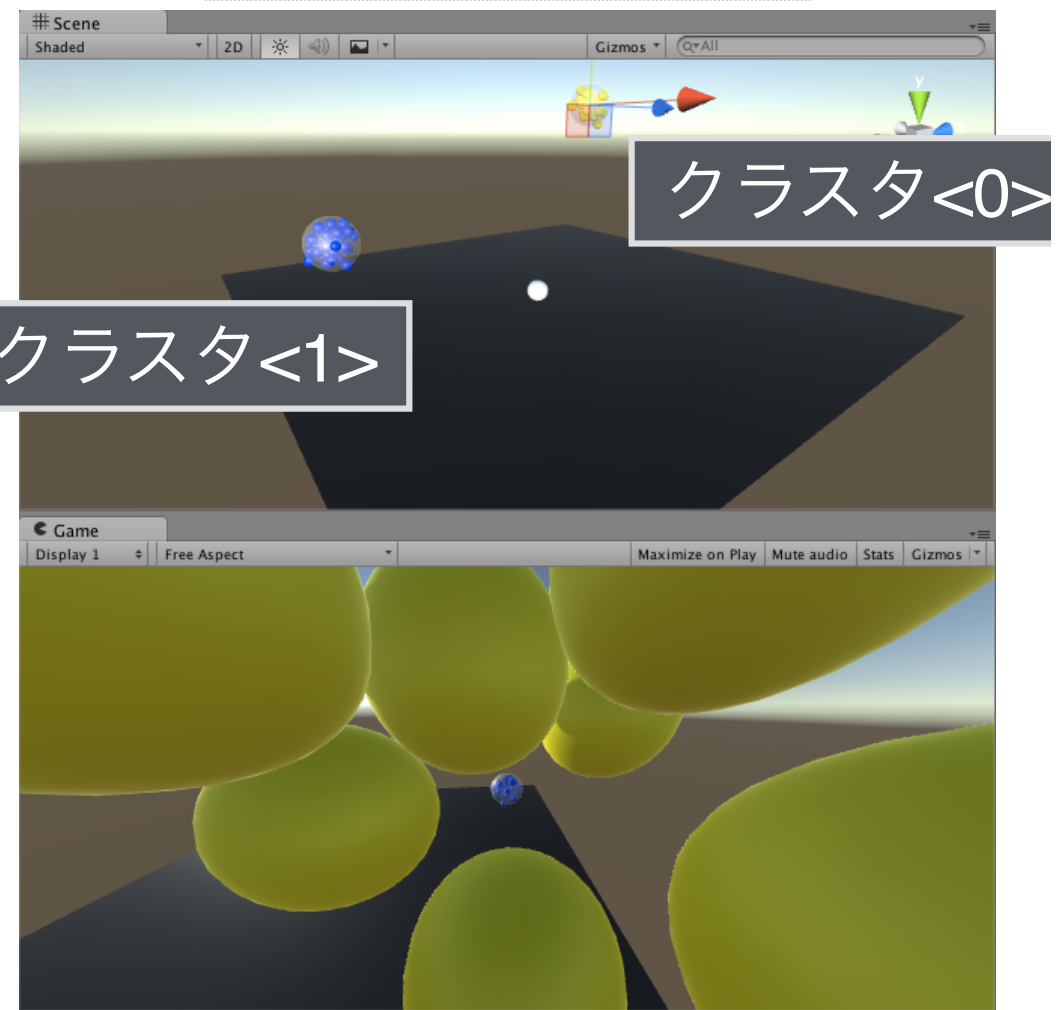 Scene
Shaded
2D
Gizmos
All
y
クラスタ<0>
クラスタ<1>
Game
Display 1
Free Aspect
Maximize on Play
Mute audio
Stats
Gizmos